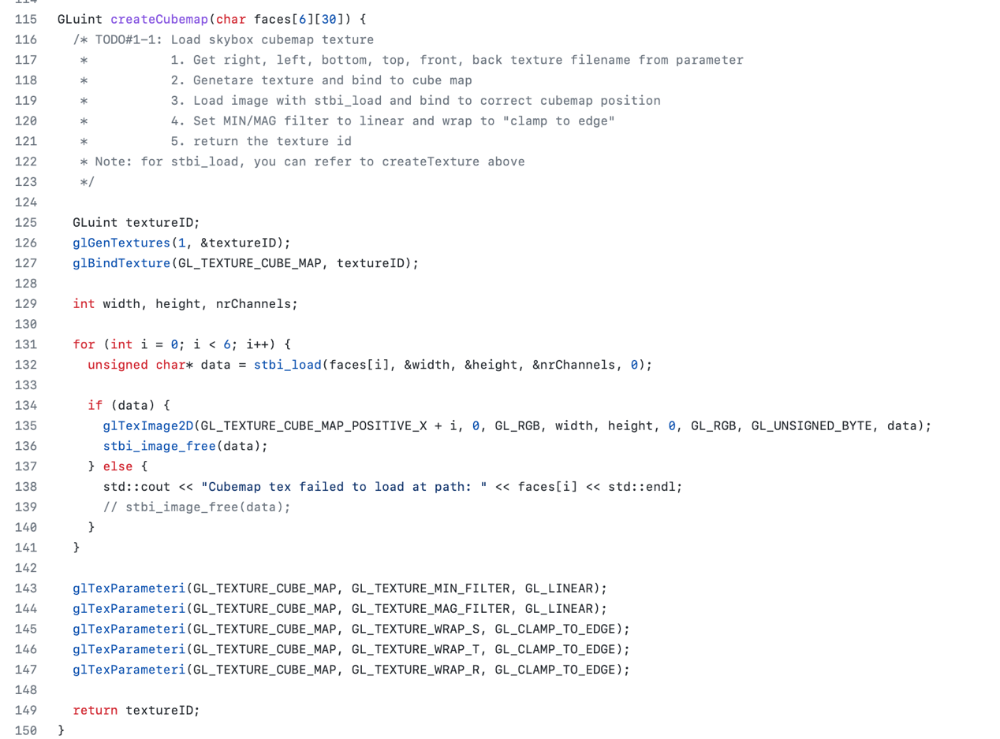 114
115 GLuint createCubemap(char faces[6][30]) {
116   /* TODO#1-1: Load skybox cubemap texture
117    *           1. Get right, left, bottom, top, front, back texture filename from parameter
118    *           2. Genetare texture and bind to cube map
119    *           3. Load image with stbi_load and bind to correct cubemap position
120    *           4. Set MIN/MAG filter to linear and wrap to "clamp to edge"
121    *           5. return the texture id
122    * Note: for stbi_load, you can refer to createTexture above
123    */
124
125   GLuint textureID;
126   glGenTextures(1, &textureID);
127   glBindTexture(GL_TEXTURE_CUBE_MAP, textureID);
128
129   int width, height, nrChannels;
130
131   for (int i = 0; i < 6; i++) {
132     unsigned char* data = stbi_load(faces[i], &width, &height, &nrChannels, 0);
133
134     if (data) {
135       glTexImage2D(GL_TEXTURE_CUBE_MAP_POSITIVE_X + i, 0, GL_RGB, width, height, 0, GL_RGB, GL_UNSIGNED_BYTE, data);
136       stbi_image_free(data);
137     } else {
138       std::cout << "Cubemap tex failed to load at path: " << faces[i] << std::endl;
139       // stbi_image_free(data);
140     }
141   }
142
143   glTexParameteri(GL_TEXTURE_CUBE_MAP, GL_TEXTURE_MIN_FILTER, GL_LINEAR);
144   glTexParameteri(GL_TEXTURE_CUBE_MAP, GL_TEXTURE_MAG_FILTER, GL_LINEAR);
145   glTexParameteri(GL_TEXTURE_CUBE_MAP, GL_TEXTURE_WRAP_S, GL_CLAMP_TO_EDGE);
146   glTexParameteri(GL_TEXTURE_CUBE_MAP, GL_TEXTURE_WRAP_T, GL_CLAMP_TO_EDGE);
147   glTexParameteri(GL_TEXTURE_CUBE_MAP, GL_TEXTURE_WRAP_R, GL_CLAMP_TO_EDGE);
148
149   return textureID;
150 }